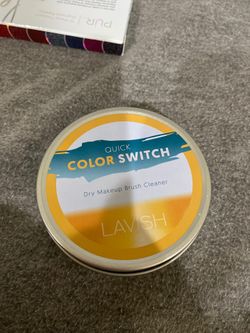 PUR
QUICK
COLOR SWITCH
Dry Makeup Brush Cleaner
LAVISH